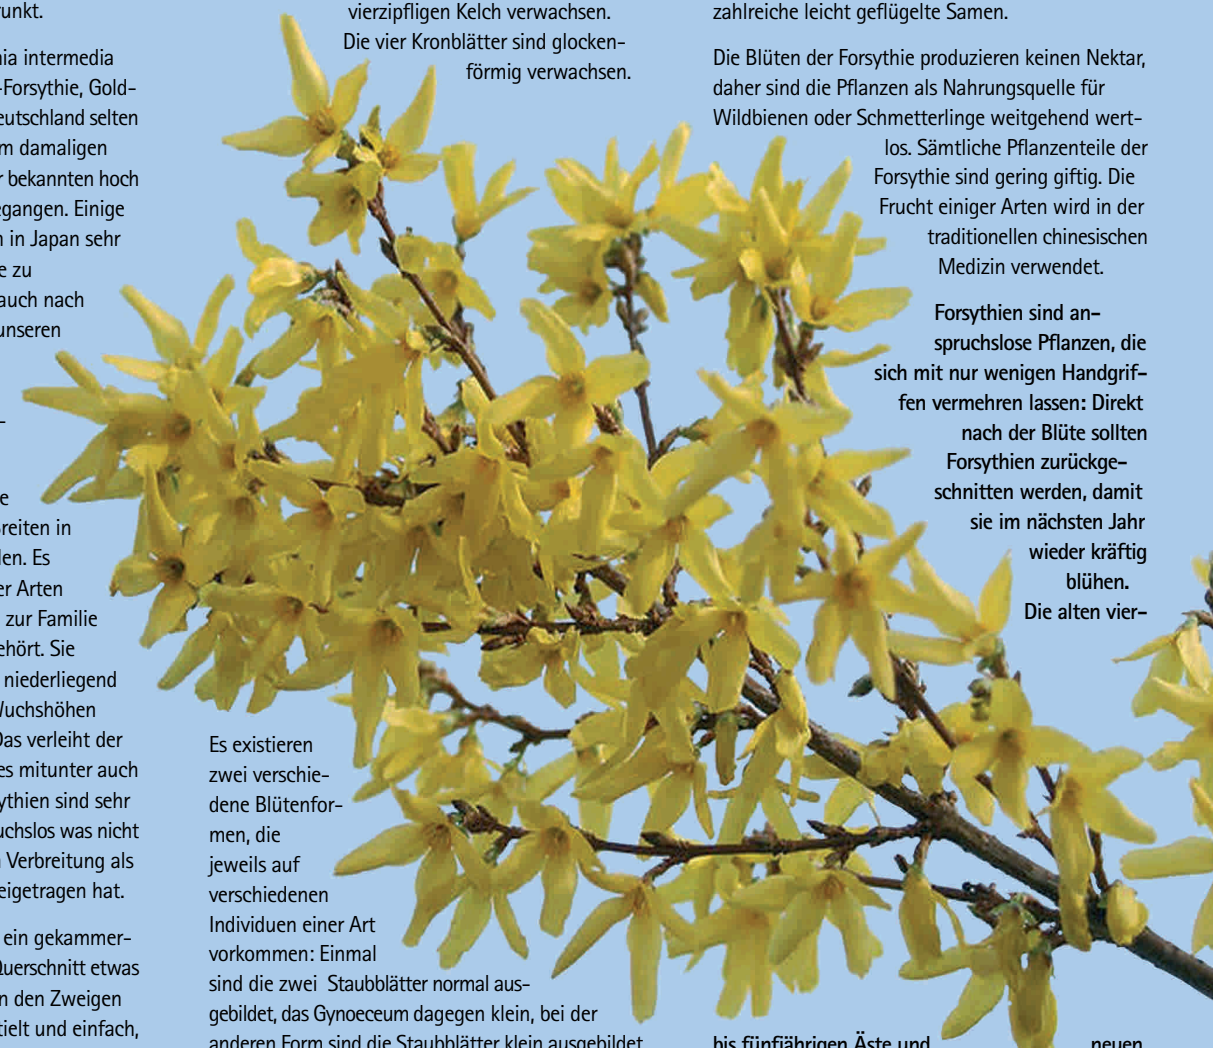 unkt.
nia intermedia
-Forsythie, Gold-
eutschland selten
m damaligen
r bekannten hoch
egangen. Einige
n in Japan sehr
e zu
auch nach
unseren
-
e
reiten in
len. Es
er Arten
zur Familie
ehört. Sie
niederliegend
Wuchshöhen
Das verleiht der
es mitunter auch
ythien sind sehr
uchslos was nicht
n Verbreitung als
eigetragen hat.
ein gekammer-
Querschnitt etwas
n den Zweigen
tielt und einfach,
vierzipfligen Kelch verwachsen.
Die vier Kronblätter sind glocken-
förmig verwachsen.
Es existieren
zwei verschie-
dene Blütenfor-
men, die
jeweils auf
verschiedenen
Individuen einer Art
vorkommen: Einmal
sind die zwei Staubblätter normal aus-
gebildet, das Gynoeceum dagegen klein, bei der
anderen Form sind die Staubblätter klein ausgebildet
zahlreiche leicht geflügelte Samen.
Die Blüten der Forsythie produzieren keinen Nektar,
daher sind die Pflanzen als Nahrungsquelle für
Wildbienen oder Schmetterlinge weitgehend wert-
los. Sämtliche Pflanzenteile der
Forsythie sind gering giftig. Die
Frucht einiger Arten wird in der
traditionellen chinesischen
Medizin verwendet.
Forsythien sind an-
spruchslose Pflanzen, die
sich mit nur wenigen Handgrif-
fen vermehren lassen: Direkt
nach der Blüte sollten
Forsythien zurückge-
schnitten werden, damit
sie im nächsten Jahr
wieder kräftig
blühen.
Die alten vier-
bis fünfjährigen Äste und neuen